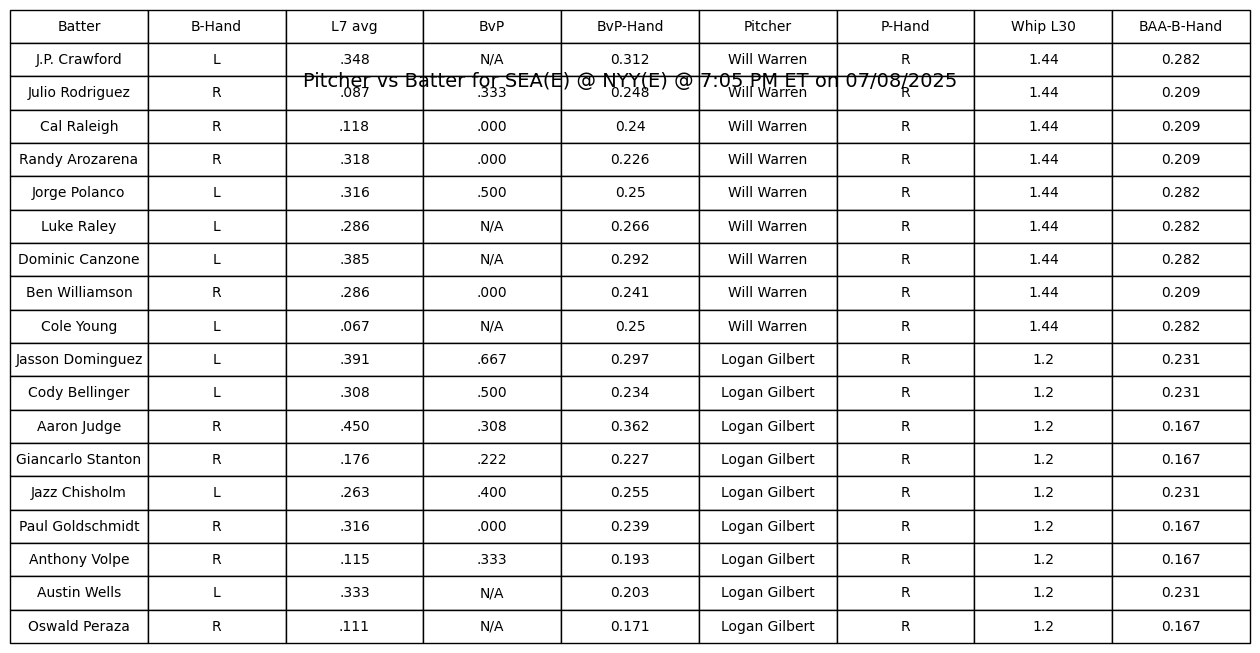 Batter B-Hand L7 avg BvP BvP-Hand Pitcher P-Hand Whip L30 BAA-B-Hand
J.P. Crawford L .348 N/A 0.312 Will Warren R 1.44 0.282
Pitcher vs Batter for SEA(E) @ NYY(E) @ 7:05 PM ET on 07/08/2025
Julio Rodriguez R .087 .333 0.248 Will Warren R 1.44 0.209
Cal Raleigh R .118 .000 0.24 Will Warren R 1.44 0.209
Randy Arozarena R .318 .000 0.226 Will Warren R 1.44 0.209
Jorge Polanco L .316 .500 0.25 Will Warren R 1.44 0.282
Luke Raley L .286 N/A 0.266 Will Warren R 1.44 0.282
Dominic Canzone L .385 N/A 0.292 Will Warren R 1.44 0.282
Ben Williamson R .286 .000 0.241 Will Warren R 1.44 0.209
Cole Young L .067 N/A 0.25 Will Warren R 1.44 0.282
Jasson Dominguez L .391 .667 0.297 Logan Gilbert R 1.2 0.231
Cody Bellinger L .308 .500 0.234 Logan Gilbert R 1.2 0.231
Aaron Judge R .450 .308 0.362 Logan Gilbert R 1.2 0.167
Giancarlo Stanton R .176 .222 0.227 Logan Gilbert R 1.2 0.167
Jazz Chisholm L .263 .400 0.255 Logan Gilbert R 1.2 0.231
Paul Goldschmidt R .316 .000 0.239 Logan Gilbert R 1.2 0.167
Anthony Volpe R .115 .333 0.193 Logan Gilbert R 1.2 0.167
Austin Wells L .333 N/A 0.203 Logan Gilbert R 1.2 0.231
Oswald Peraza R .111 N/A 0.171 Logan Gilbert R 1.2 0.167